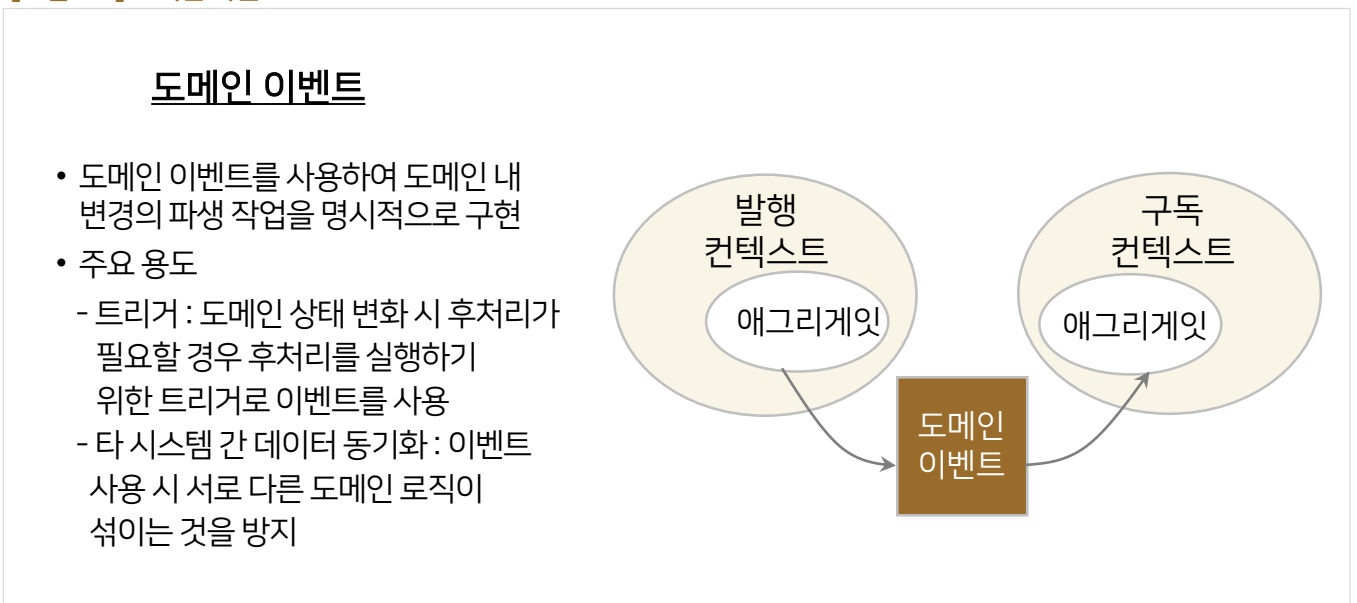 도메인 이벤트
• 도메인 이벤트를 사용하여 도메인 내
변경의 파생 작업을 명시적으로 구현
• 주요 용도
- 트리거 : 도메인 상태 변화 시 후처리가
필요할 경우 후처리를 실행하기
위한 트리거로 이벤트를 사용
- 타 시스템 간 데이터 동기화 : 이벤트
사용 시 서로 다른 도메인 로직이
섞이는 것을 방지
발행
컨텍스트
애그리게잇
구독
컨텍스트
애그리게잇
도메인
이벤트